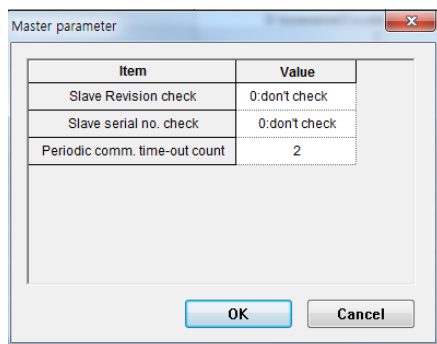 Master parameter
Item Value
Slave Revision check 0:don't check
Slave serial no. check 0:don't check
Periodic comm. time-out count 2
OK Cancel